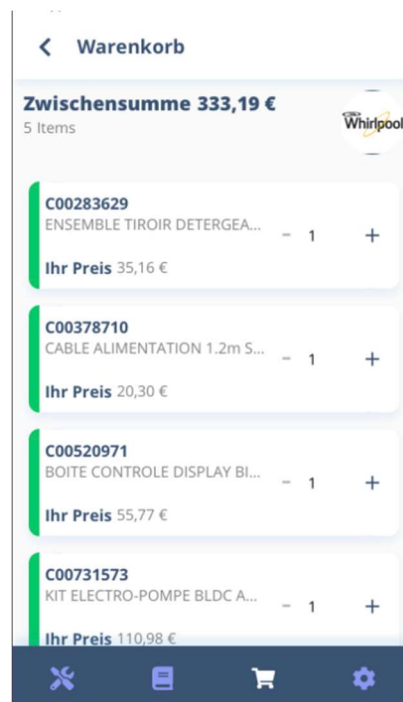 Warenkorb
Zwischensumme 333,19 €
5 Items
Whirlpool
C00283629
ENSEMBLE TIROIR DETERGEA...
- 1 +
Ihr Preis 35,16 €
C00378710
CABLE ALIMENTATION 1.2m S...
- 1 +
Ihr Preis 20,30 €
C00520971
BOITE CONTROLE DISPLAY BI...
- 1 +
Ihr Preis 55,77 €
C00731573
KIT ELECTRO-POMPE BLDC A...
- 1 +
Ihr Preis 110,98 €